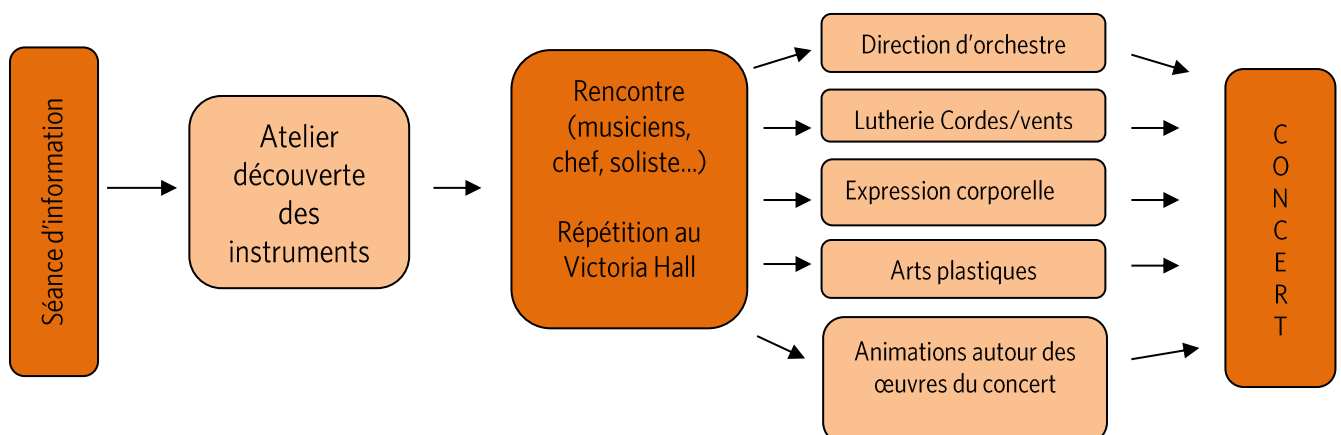 Séance d'information
Atelier
découverte
des
instruments
Rencontre
(musiciens,
chef, soliste...)
Répétition au
Victoria Hall
Direction d'orchestre
Lutherie Cordes/vents
Expression corporelle
Arts plastiques
Animations autour des
œuvres du concert
C
O
N
C
E
R
T